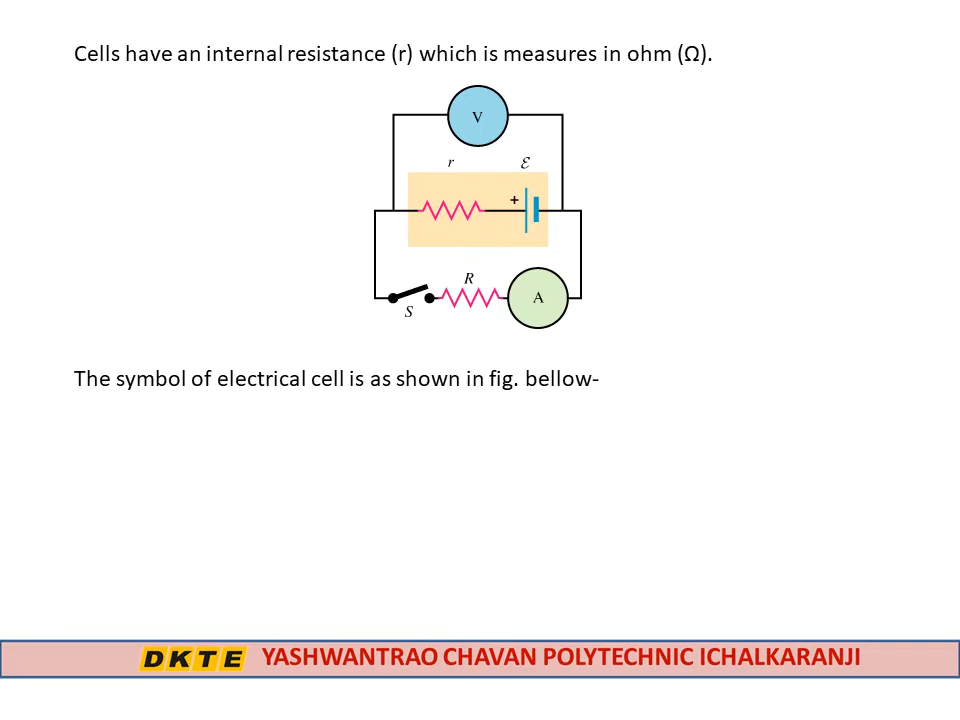 Cells have an internal resistance (r) which is measures in ohm (Ω).
V
r ℰ
+
R
A
S
The symbol of electrical cell is as shown in fig. bellow-
DKTE YASHWANTRAO CHAVAN POLYTECHNIC ICHALKARANJI